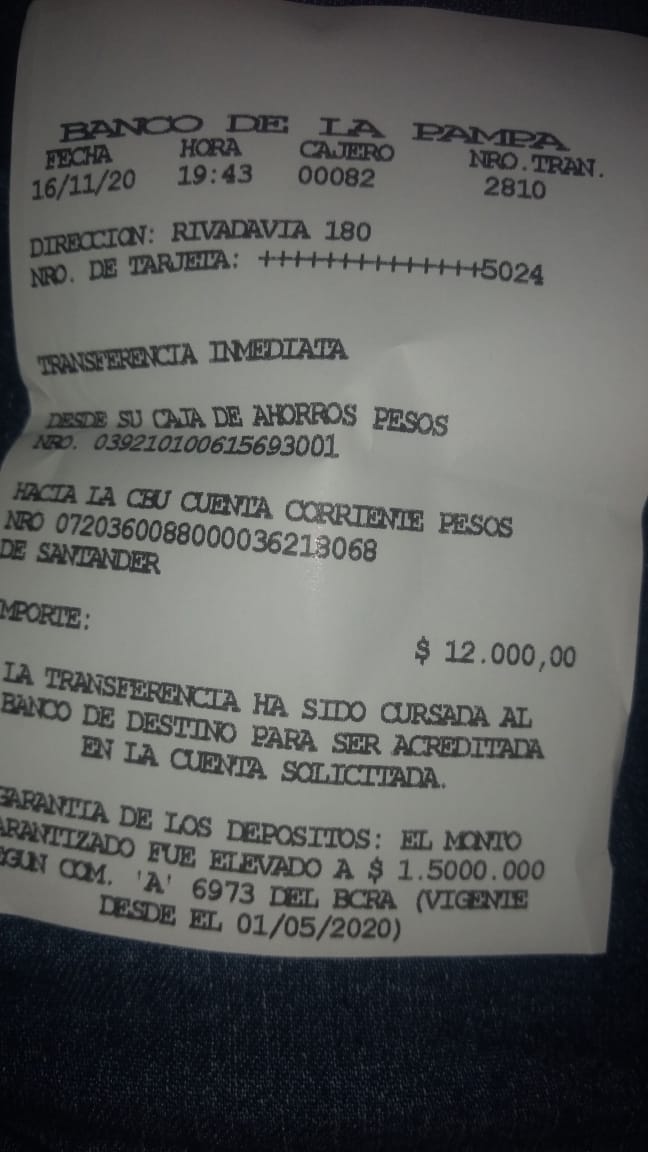 BANCO DE LA PAMPA
FECHA HORA CAJERO NRO.TRAN.
16/11/20 19:43 00082 2810
DIRECCION: RIVADAVIA 180
NRO. DE TARJETA: +++++++++++++++5024
TRANSFERENCIA INMEDIATA
DESDE SU CAJA DE AHORROS PESOS
NRO. 039210100615693001
HACIA LA CBU CUENTA CORRIENTE PESOS
NRO 0720360088000036213068
DE SANTANDER
MPORTE:
$ 12.000,00
LA TRANSFERENCIA HA SIDO CURSADA AL
BANCO DE DESTINO PARA SER ACREDITADA
EN LA CUENTA SOLICITADA.
GARANTIA DE LOS DEPOSITOS: EL MONTO
ARANTIZADO FUE ELEVADO A $ 1.5000.000
EGUN COM. 'A' 6973 DEL BCRA (VIGENTE
DESDE EL 01/05/2020)